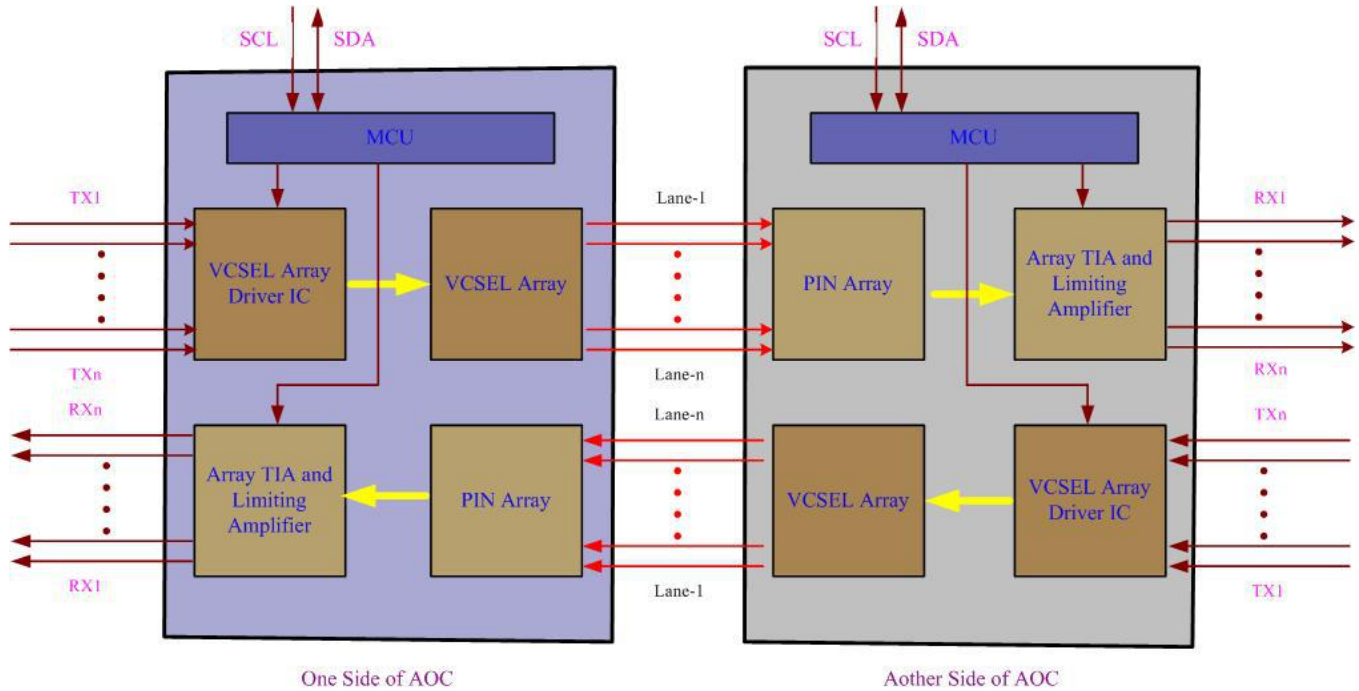 SCL
SDA
SCL
SDA
MCU
MCU
TX1
Lane-1
RX1
VCSEL Array
Driver IC
VCSEL Array
PIN Array
Array TIA and
Limiting
Amplifier
TXn
Lane-n
RXn
RXn
Lane-n
TXn
Array TIA and
Limiting
Amplifier
PIN Array
VCSEL Array
VCSEL Array
Driver IC
RX1
Lane-1
TX1
One Side of AOC
Aother Side of AOC